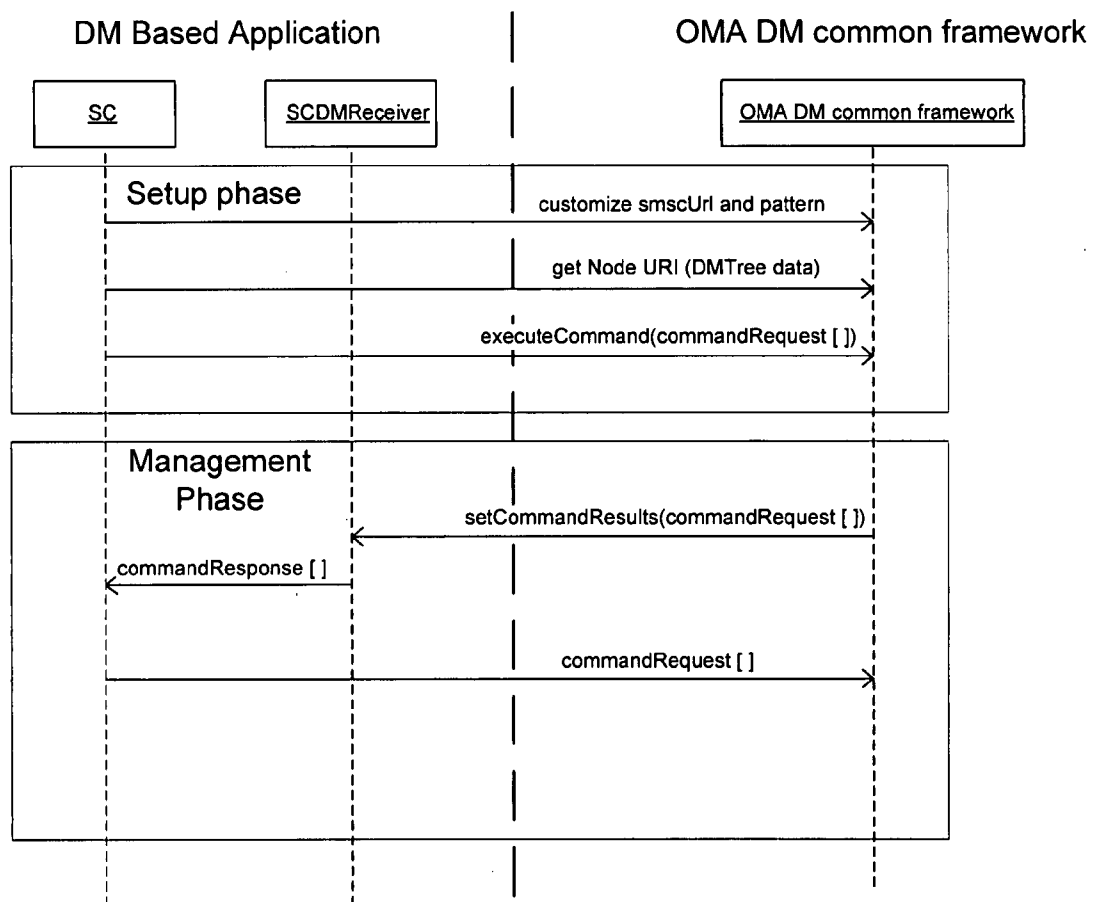 DM Based Application
OMA DM common framework
SC
SCDMReceiver
OMA DM common framework
Setup phase
customize smscUrl and pattern
get Node URI (DMTree data)
executeCommand(commandRequest [ ])
Management
Phase
setCommandResults(commandRequest [ ])
commandResponse [ ]
commandRequest [ ]